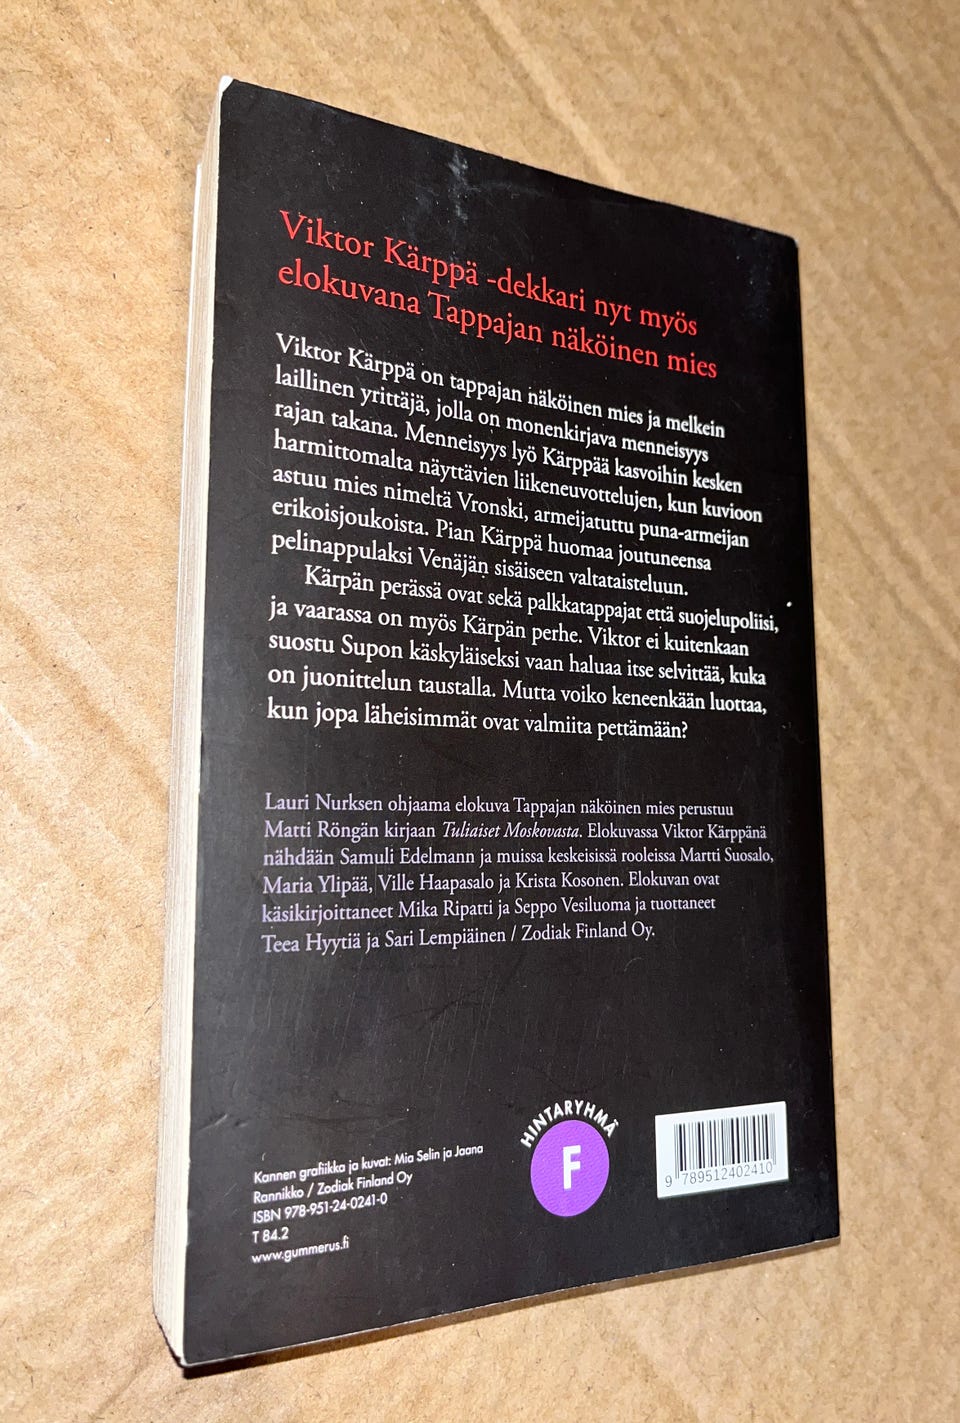 Viktor Kärppä -dekkari nyt myös
elokuvana Tappajan näköinen mies
Viktor Kärppä on tappajan näköinen mies ja melkein
laillinen yrittäjä, jolla on monenkirjava menneisyys
rajan takana. Menneisyys lyö Kärppää kasvoihin kesken
harmittomalta näyttävien liikeneuvottelujen, kun kuvioon
astuu mies nimeltä Vronski, armeijatuttu puna-armeijan
erikoisjoukoista. Pian Kärppä huomaa joutuneensa
pelinappulaksi Venäjän sisäiseen valtataisteluun.
Kärpän perässä ovat sekä palkkatappajat että suojelupoliisi,
ja vaarassa on myös Kärpän perhe. Viktor ei kuitenkaan
suostu Supon käskyläiseksi vaan haluaa itse selvittää, kuka
on juonittelun taustalla. Mutta voiko keneenkään luottaa,
kun jopa läheisimmät ovat valmiita pettämään?
Lauri Nurksen ohjaama elokuva Tappajan näköinen mies perustuu
Matti Röngän kirjaan Tuliaiset Moskovasta. Elokuvassa Viktor Kärppänä
nähdään Samuli Edelmann ja muissa keskeisissä rooleissa Martti Suosalo,
Maria Ylipää, Ville Haapasalo ja Krista Kosonen. Elokuvan ovat
käsikirjoittaneet Mika Ripatti ja Seppo Vesiluoma ja tuottaneet
Teea Hyytiä ja Sari Lempiäinen / Zodiak Finland Oy.
Kannen grafiikka ja kuvat: Mia Selin ja Jaana
Rannikko / Zodiak Finland Oy
ISBN 978-951-24-0241-0
T 84.2
www.gummerus.fi
HINTARYHMÄ
F
9 789512 402410